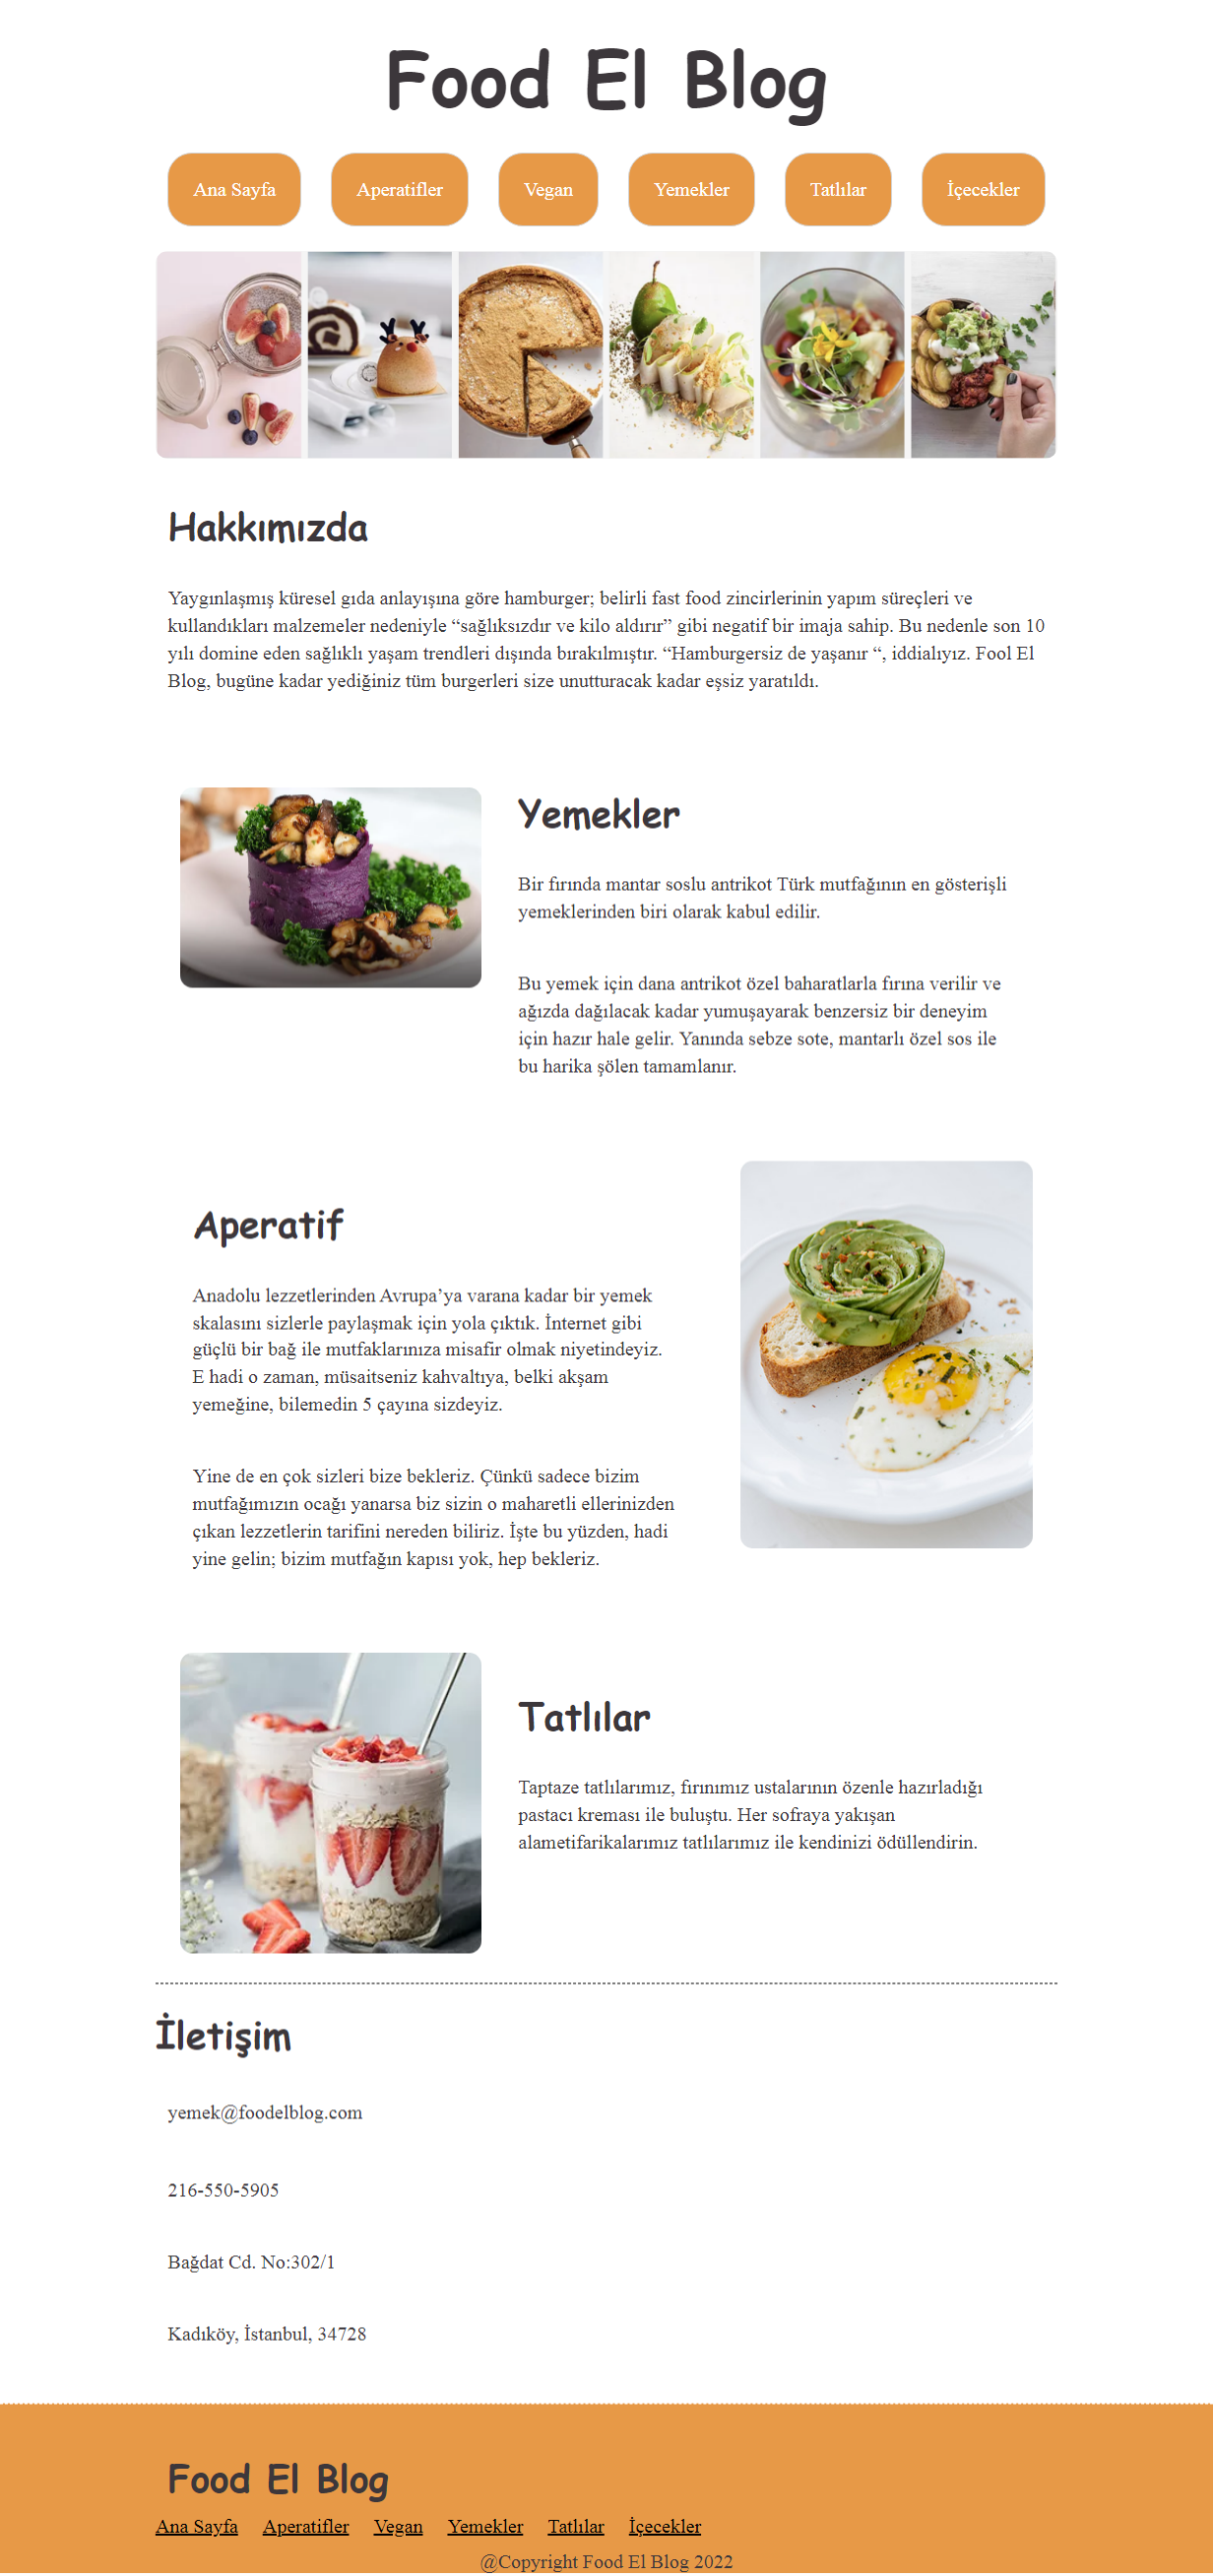 Food El Blog
Ana Sayfa
Aperatifler
Vegan
Yemekler
Tatlılar
İçecekler
Hakkımızda
Yaygınlaşmış küresel gıda anlayışına göre hamburger; belirli fast food zincirlerinin yapım süreçleri ve
kullandıkları malzemeler nedeniyle “sağlıksızdır ve kilo aldırır” gibi negatif bir imaja sahip. Bu nedenle son 10
yılı domine eden sağlıklı yaşam trendleri dışında bırakılmıştır. “Hamburgersiz de yaşanır “, iddialıyız. Fool El
Blog, bugüne kadar yediğiniz tüm burgerleri size unutturacak kadar eşsiz yaratıldı.
Yemekler
Bir fırında mantar soslu antrikot Türk mutfağının en gösterişli
yemeklerinden biri olarak kabul edilir.
Bu yemek için dana antrikot özel baharatlarla fırına verilir ve
ağızda dağılacak kadar yumuşayarak benzersiz bir deneyim
için hazır hale gelir. Yanında sebze sote, mantarlı özel sos ile
bu harika şölen tamamlanır.
Aperatif
Anadolu lezzetlerinden Avrupa’ya varana kadar bir yemek
skalasını sizlerle paylaşmak için yola çıktık. İnternet gibi
güçlü bir bağ ile mutfaklarınıza misafir olmak niyetindeyiz.
E hadi o zaman, müsaitseniz kahvaltıya, belki akşam
yemeğine, bilemedin 5 çayına sizdeyiz.
Yine de en çok sizleri bize bekleriz. Çünkü sadece bizim
mutfağımızın ocağı yanarsa biz sizin o maharetli ellerinizden
çıkan lezzetlerin tarifini nereden biliriz. İşte bu yüzden, hadi
yine gelin; bizim mutfağın kapısı yok, hep bekleriz.
Tatlılar
Taptaze tatlılarımız, fırınımız ustalarının özenle hazırladığı
pastacı kreması ile buluştu. Her sofraya yakışan
alametifarikalarımız tatlılarımız ile kendinizi ödüllendirin.
İletişim
yemek@foodelblog.com
216-550-5905
Bağdat Cd. No:302/1
Kadıköy, İstanbul, 34728
Food El Blog
Ana Sayfa Aperatifler Vegan Yemekler Tatlılar İçecekler
@Copyright Food El Blog 2022